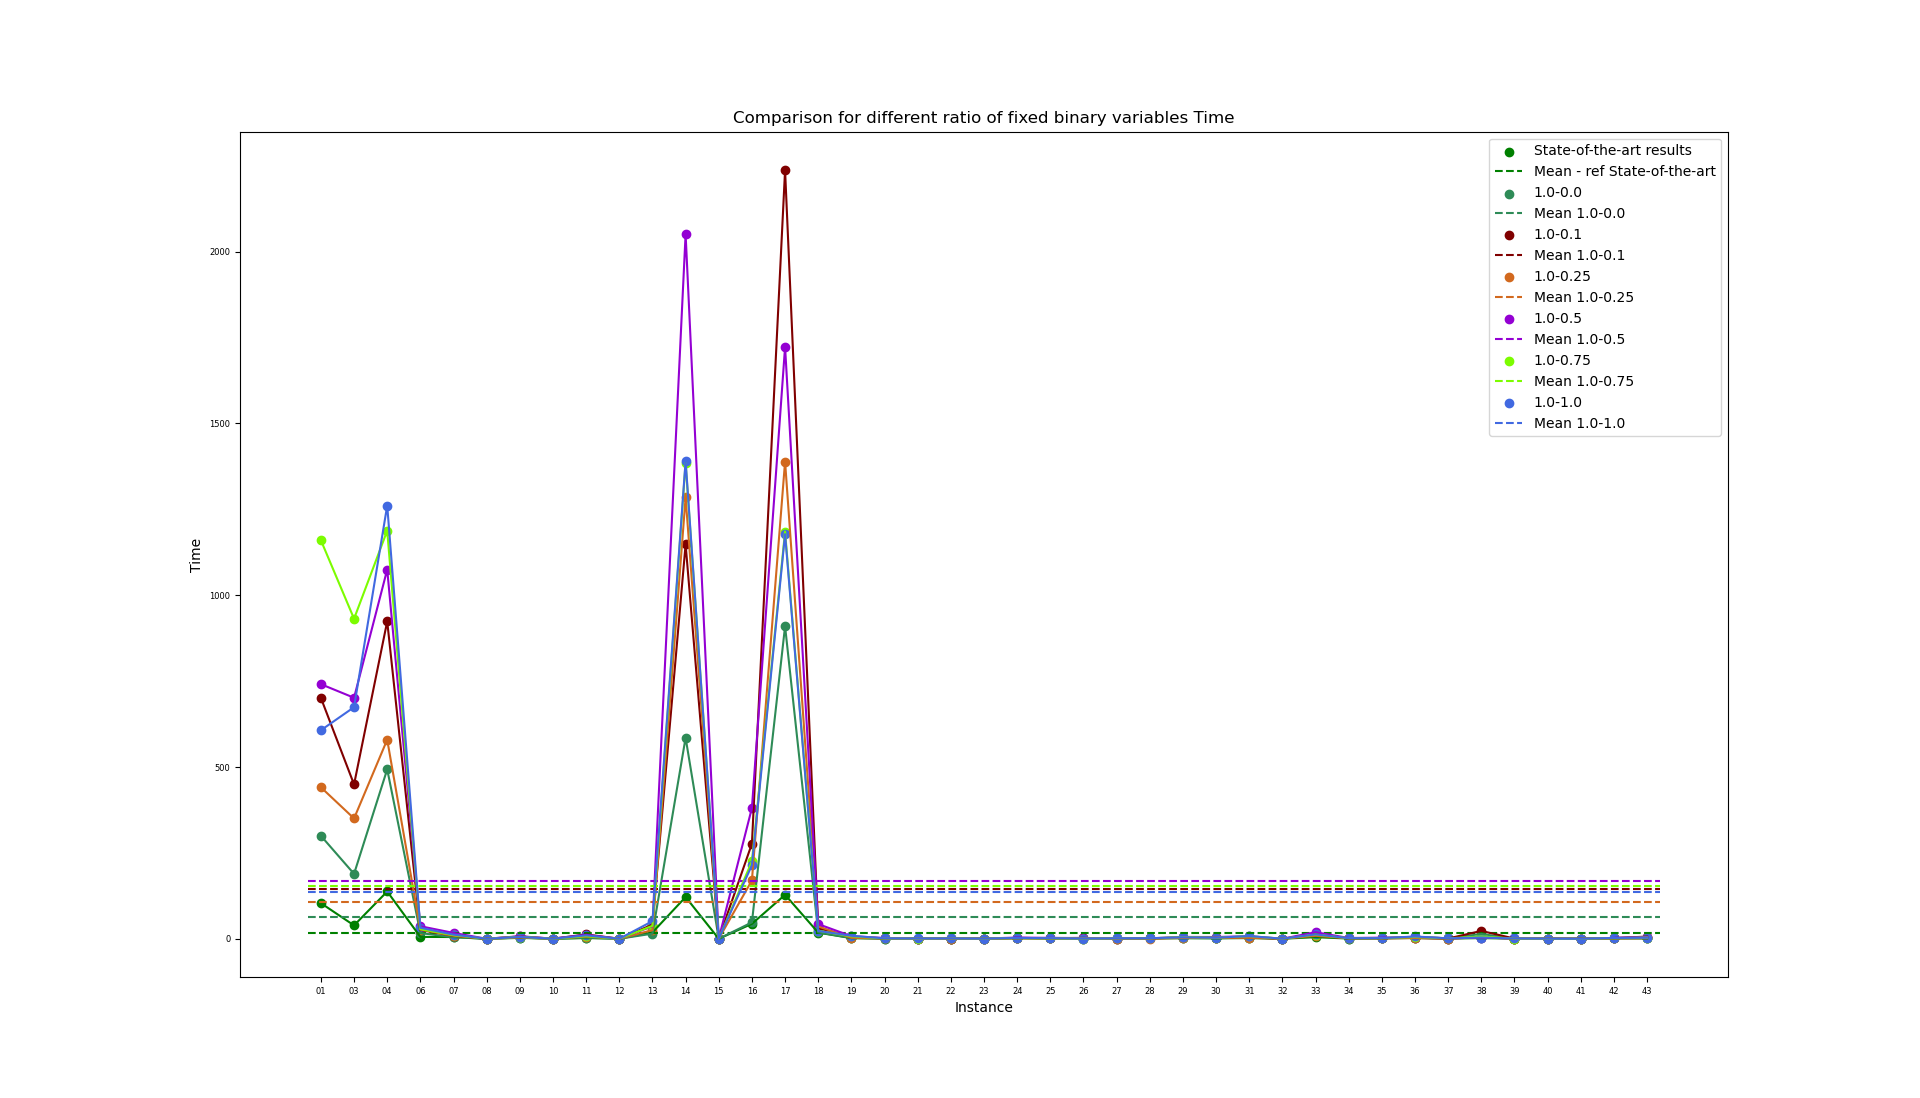 Comparison for different ratio of fixed binary variables Time
State-of-the-art results
Mean - ref State-of-the-art
1.0-0.0
Mean 1.0-0.0
1.0-0.1
Mean 1.0-0.1
1.0-0.25
Mean 1.0-0.25
1.0-0.5
Mean 1.0-0.5
1.0-0.75
Mean 1.0-0.75
1.0-1.0
Mean 1.0-1.0
2000
1500
1000
500
0
Time
01 03 04 06 07 08 09 10 11 12 13 14 15 16 17 18 19 20 21 22 23 24 25 26 27 28 29 30 31 32 33 34 35 36 37 38 39 40 41 42 43
Instance